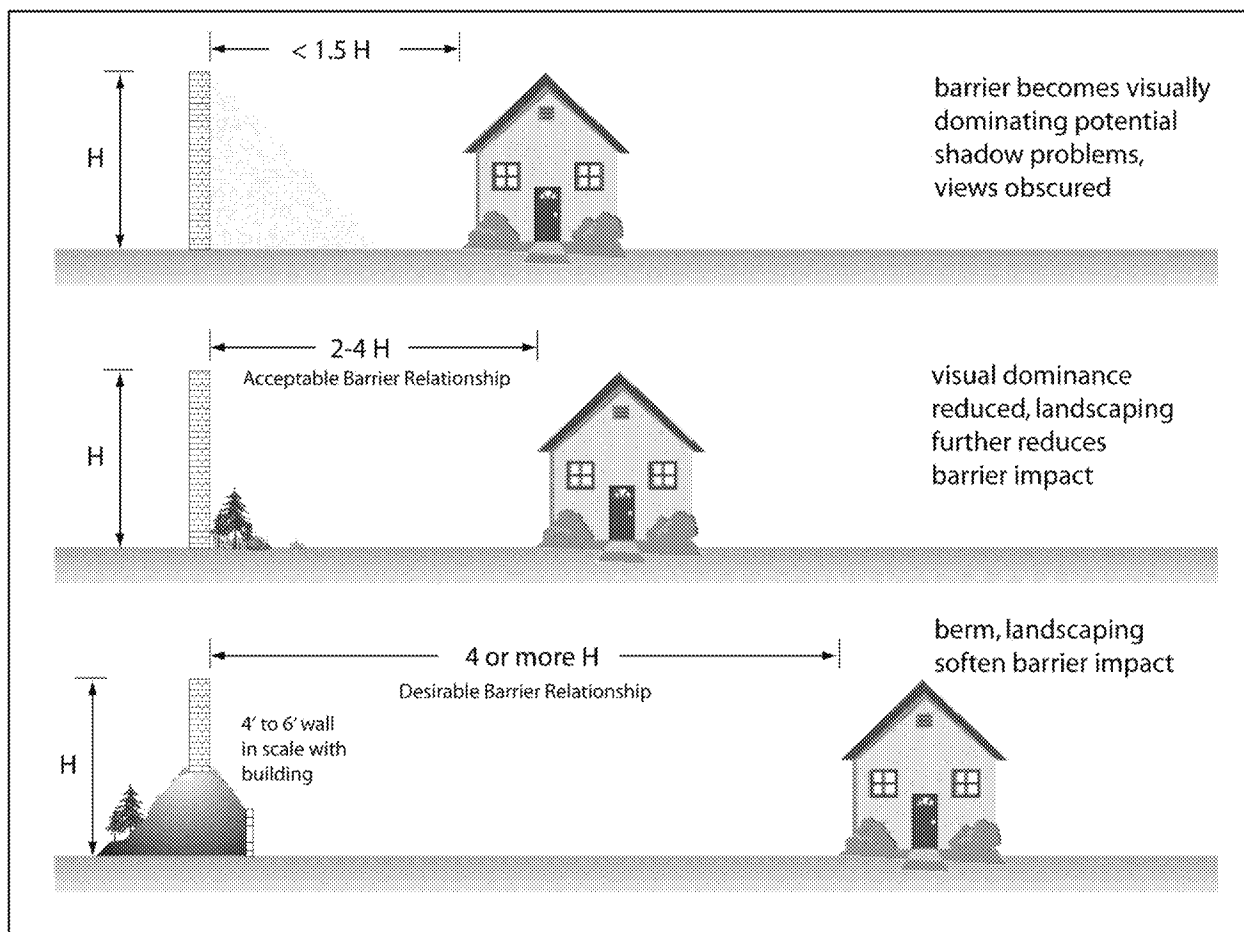 < 1.5 H
H
barrier becomes visually
dominating potential
shadow problems,
views obscured
2-4 H
Acceptable Barrier Relationship
H
visual dominance
reduced, landscaping
further reduces
barrier impact
berm, landscaping
soften barrier impact
4 or more H
Desirable Barrier Relationship
4' to 6' wall
in scale with
building
H